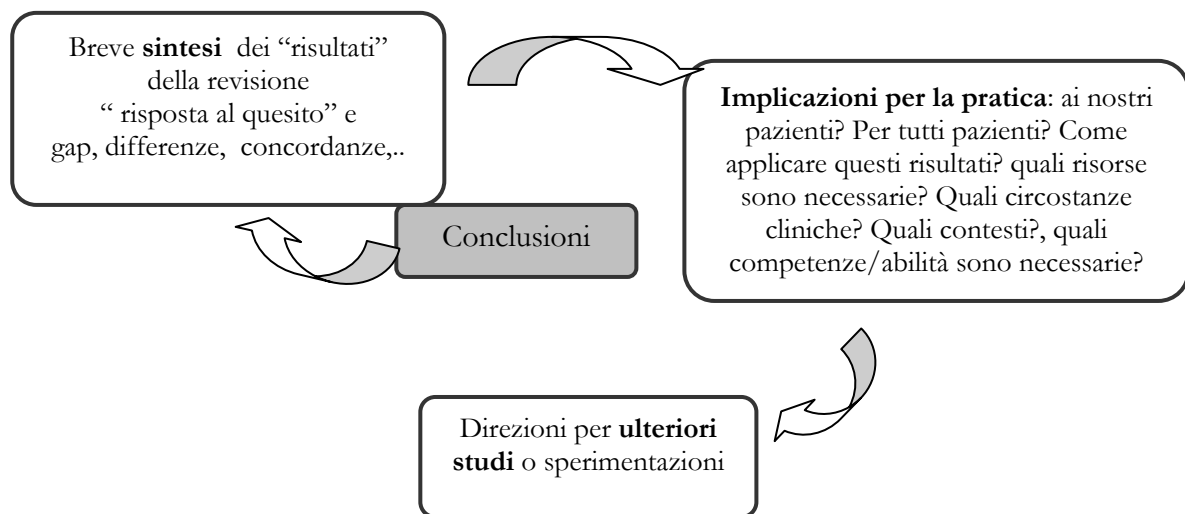 Breve sintesi dei “risultati”
della revisione
“ risposta al quesito” e
gap, differenze, concordanze,..
Implicazioni per la pratica: ai nostri
pazienti? Per tutti pazienti? Come
applicare questi risultati? quali risorse
sono necessarie? Quali circostanze
cliniche? Quali contesti?, quali
competenze/abilità sono necessarie?
Conclusioni
Direzioni per ulteriori
studi o sperimentazioni